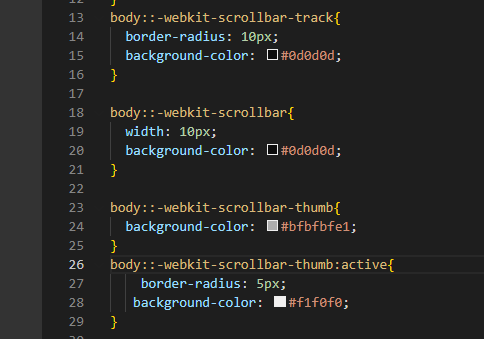 13 body::-webkit-scrollbar-track{
14 border-radius: 10px;
15 background-color: #0d0d0d;
16 }
17
18 body::-webkit-scrollbar{
19 width: 10px;
20 background-color: #0d0d0d;
21 }
22
23 body::-webkit-scrollbar-thumb{
24 background-color: #bfbfbfe1;
25 }
26 body::-webkit-scrollbar-thumb:active{
27 border-radius: 5px;
28 background-color: #f1f0f0;
29 }